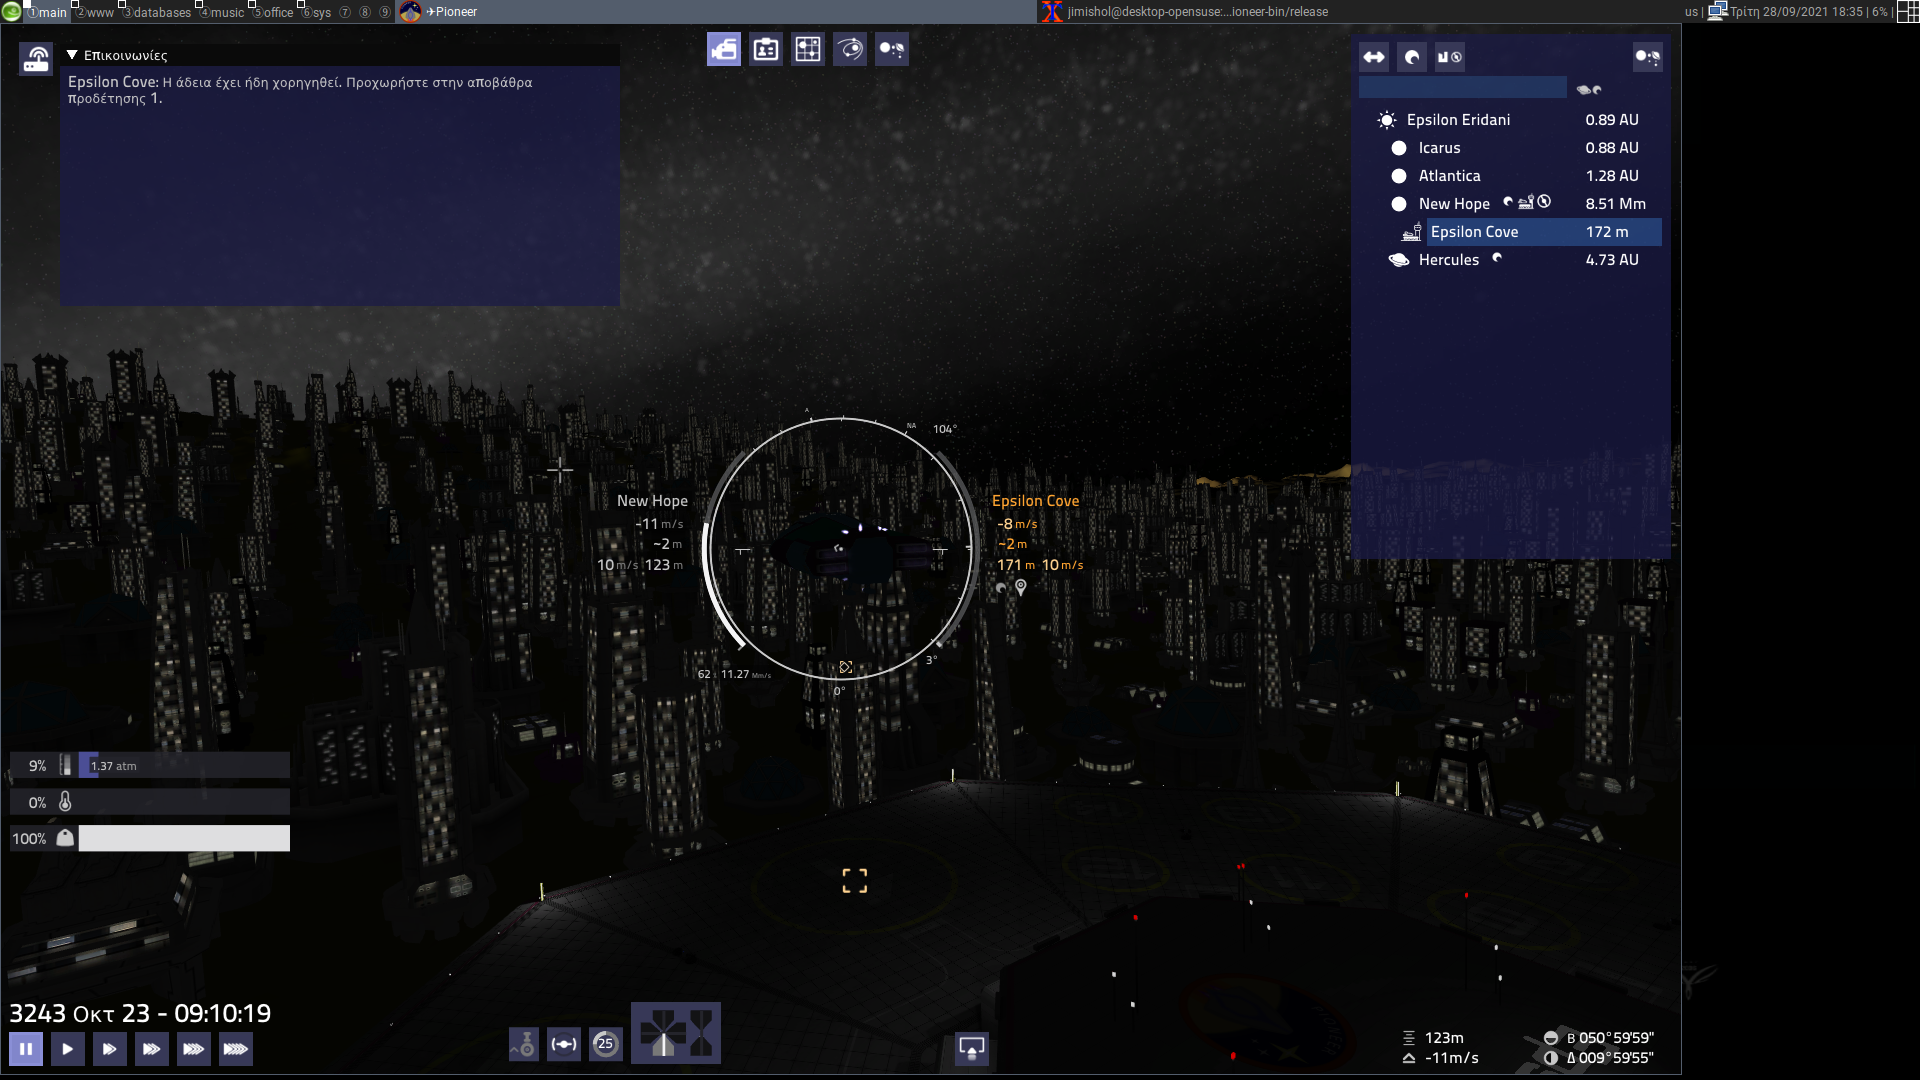 ①main ②www ③databases ④music ⑤office ⑥sys ⑦ ⑧ ⑨ ✈Pioneer
jimishol@desktop-opensuse:...ioneer-bin/release
us | Τρίτη 28/09/2021 18:35 | 6% |
▼ Επικοινωνίες
Epsilon Cove: Η άδεια έχει ήδη χορηγηθεί. Προχωρήστε στην αποβάθρα
προδέτησης 1.
Epsilon Eridani 0.89 AU
Icarus 0.88 AU
Atlantica 1.28 AU
New Hope 8.51 Mm
Epsilon Cove 172 m
Hercules 4.73 AU
A
NA
104°
New Hope
-11 m/s
~2 m
10 m/s 123 m
Epsilon Cove
-8 m/s
~2 m
171 m 10 m/s
3°
62 s 11.27 Mm/s
0°
9% 1.37 atm
0%
100%
3243 Οκτ 23 - 09:10:19
25
123m
-11m/s
Β 050°59'59"
Δ 009°59'55"